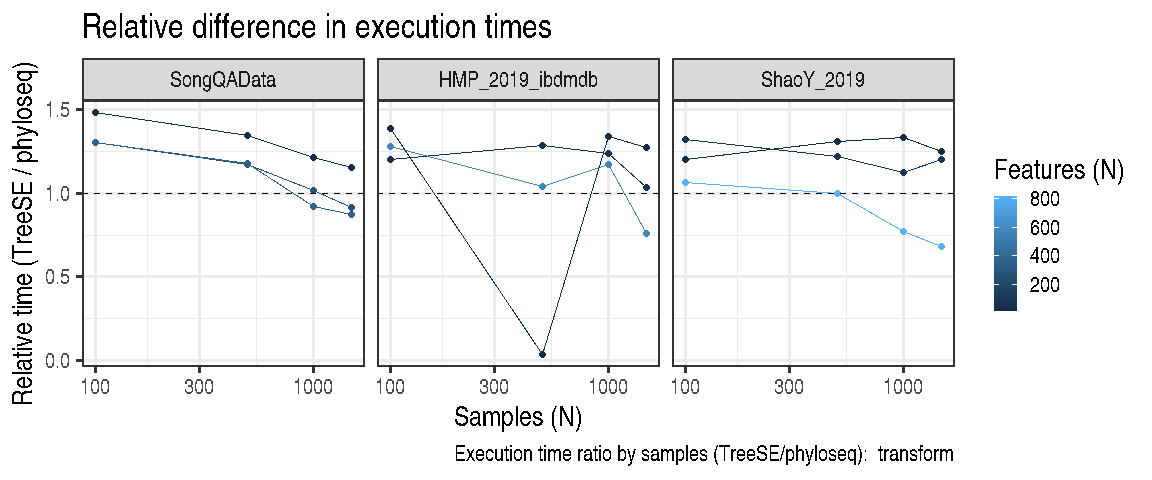 Relative difference in execution times
SongQAData HMP_2019_ibdmdb ShaoY_2019
Relative time (TreeSE / phyloseq)
1.5
1.0
0.5
0.0
100 300 1000 100 300 1000 100 300 1000
Samples (N)
Execution time ratio by samples (TreeSE/phyloseq):  transform
Features (N)
800
600
400
200